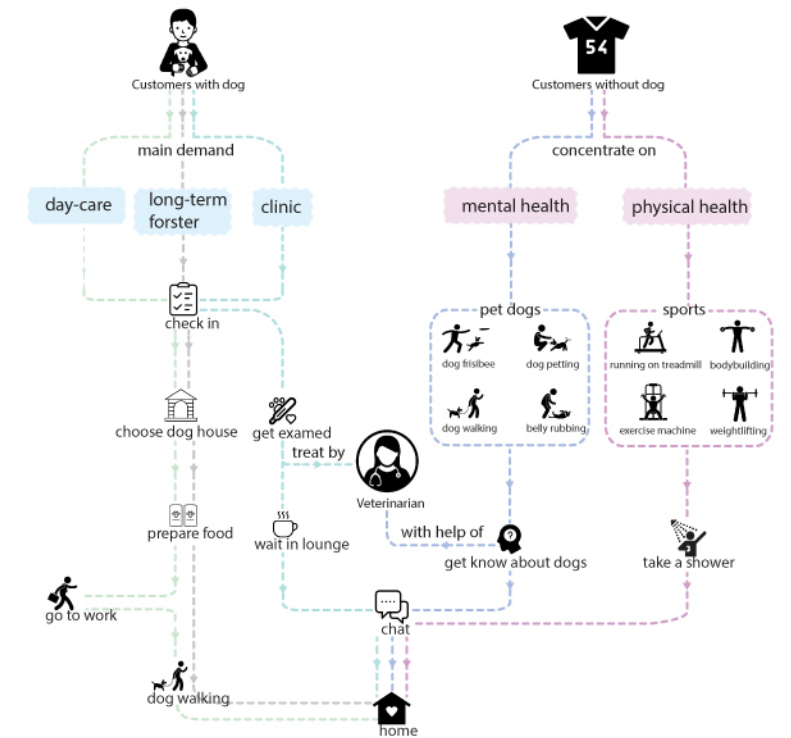 54
Customers with dog
Customers without dog
main demand
concentrate on
day-care
long-term
forster
clinic
mental health
physical health
check in
pet dogs
sports
dog frisibee
dog petting
running on treadmill
bodybuilding
dog walking
belly rubbing
exercise machine
weightlifting
choose dog house
get examed
treat by
Veterinarian
prepare food
wait in lounge
with help of
?
get know about dogs
take a shower
go to work
chat
dog walking
home